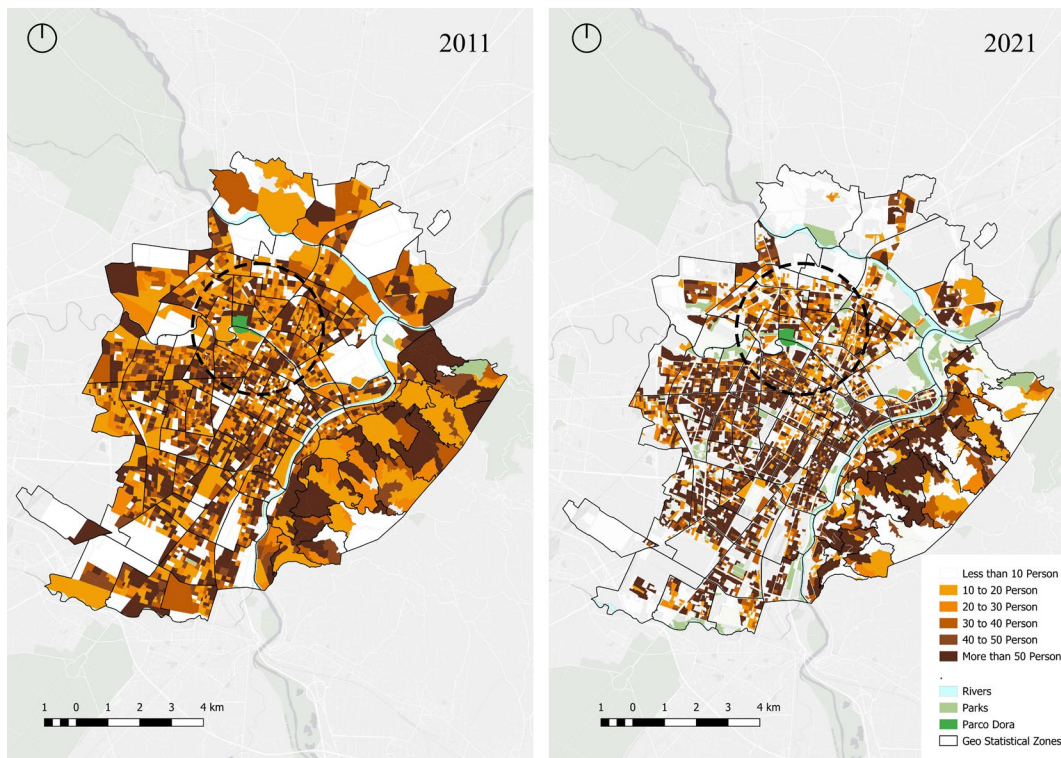 2011
2021
Less than 10 Person
10 to 20 Person
20 to 30 Person
30 to 40 Person
40 to 50 Person
More than 50 Person
.
Rivers
Parks
Parco Dora
Geo Statistical Zones
1 0 1 2 3 4 km
1 0 1 2 3 4 km